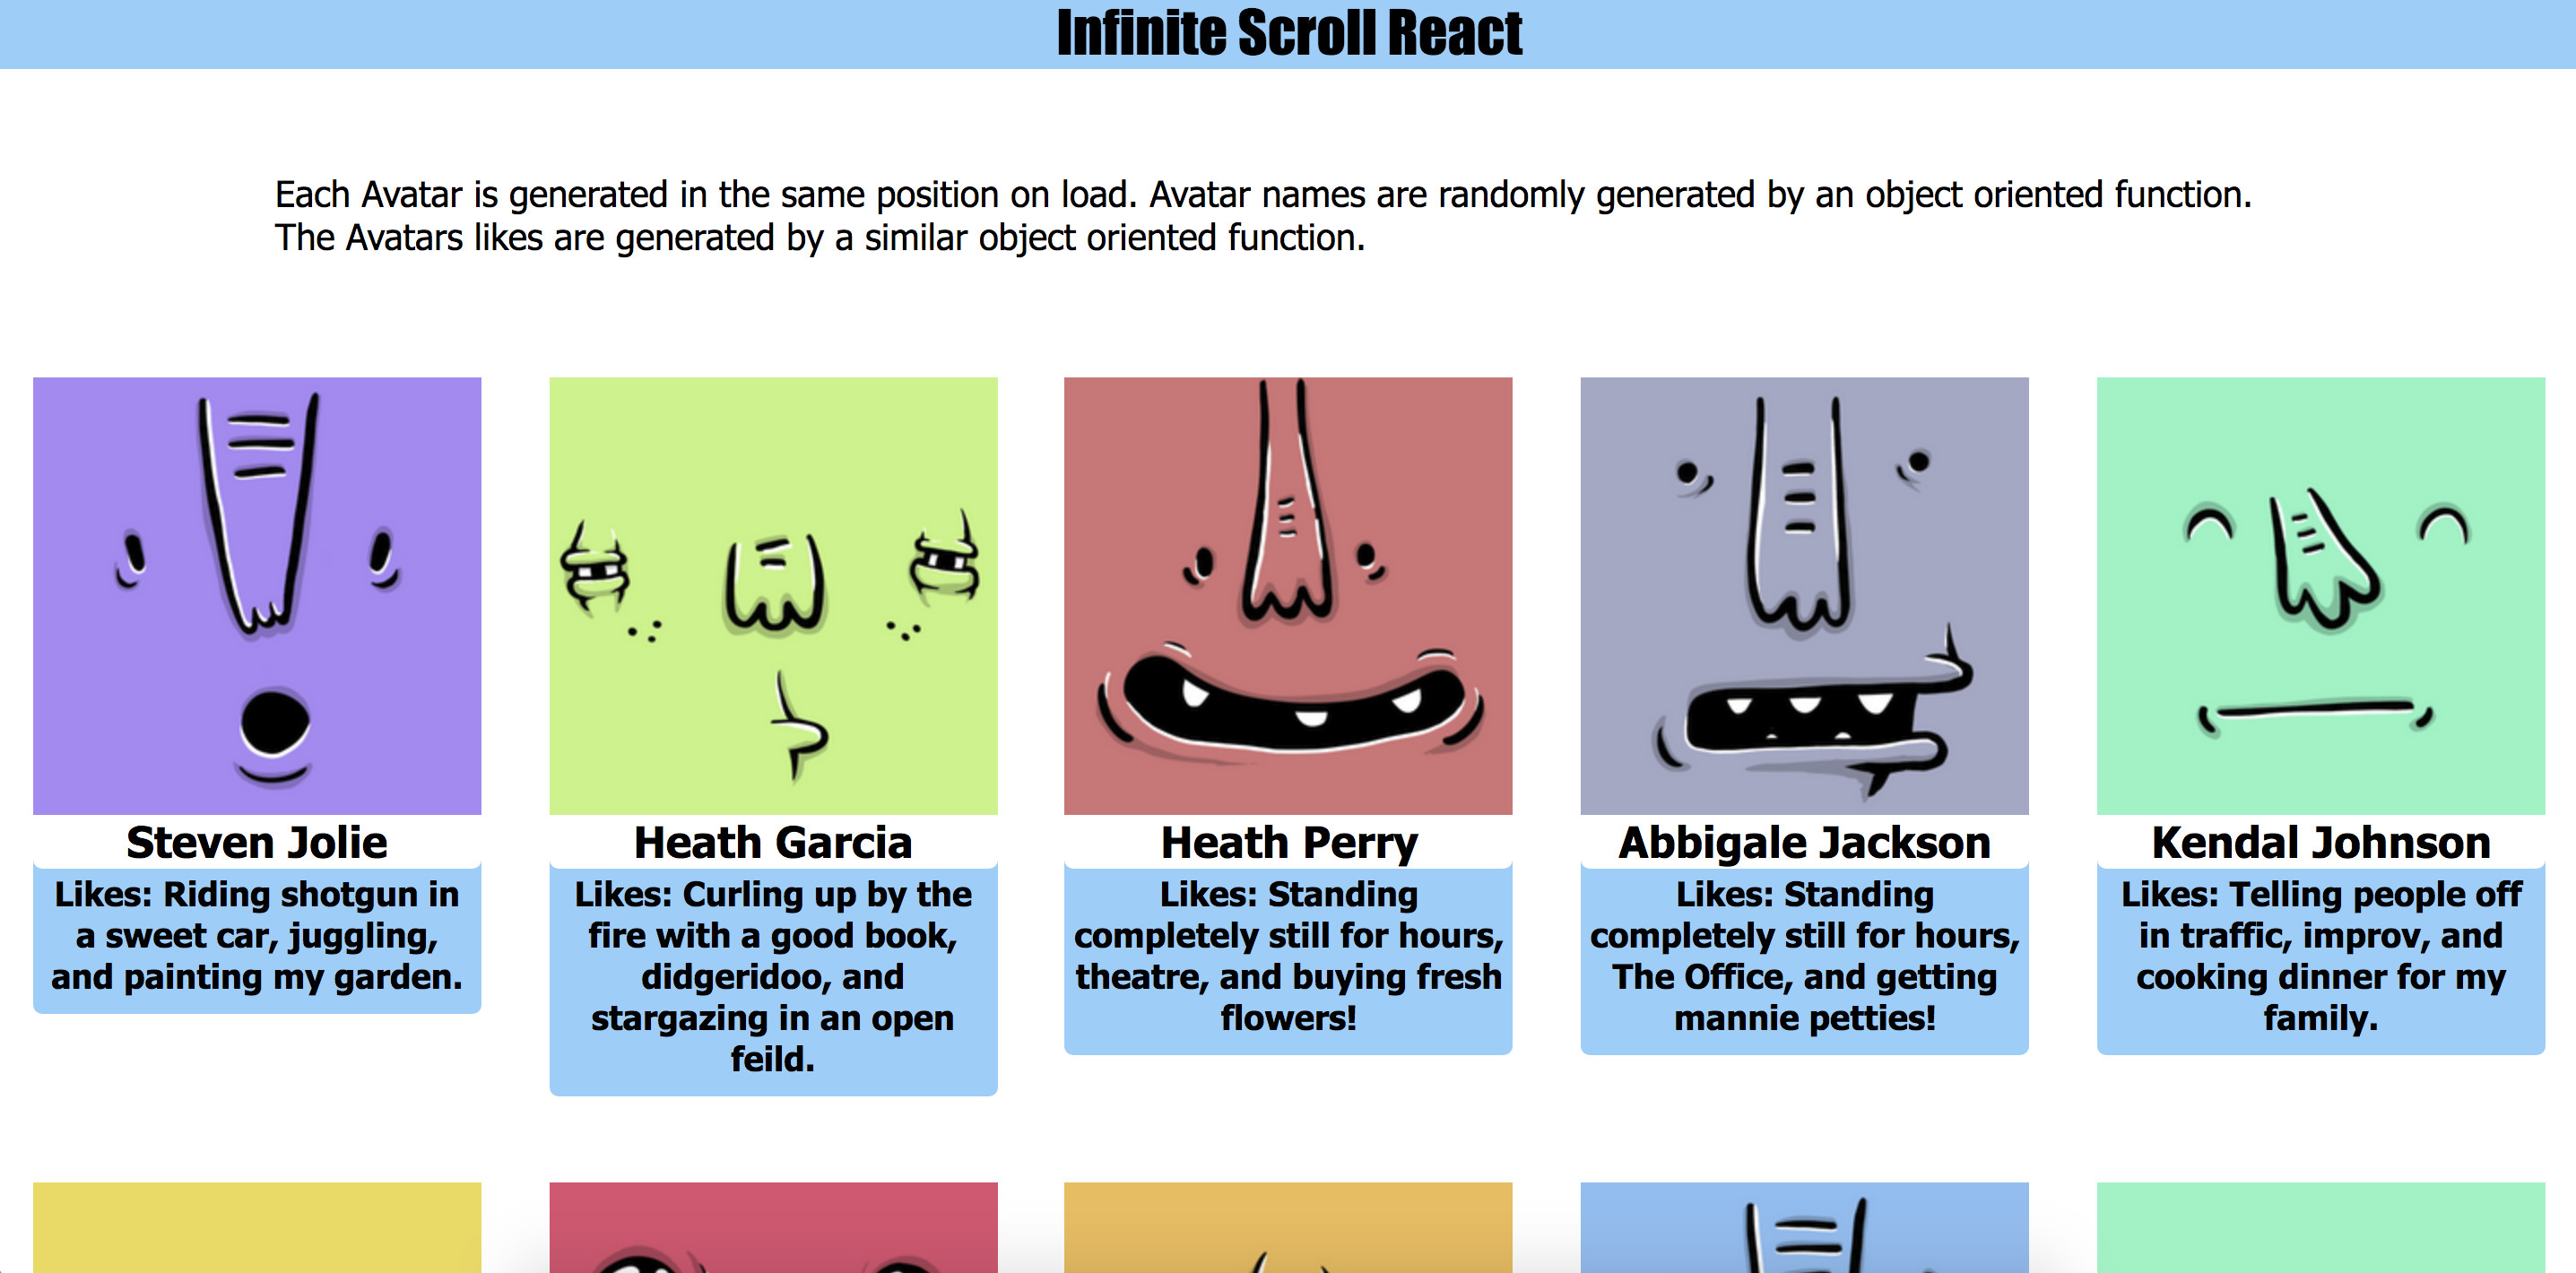 Infinite Scroll React
Each Avatar is generated in the same position on load. Avatar names are randomly generated by an object oriented function.
The Avatars likes are generated by a similar object oriented function.
Steven Jolie
Likes: Riding shotgun in
a sweet car, juggling,
and painting my garden.
Heath Garcia
Likes: Curling up by the
fire with a good book,
didgeridoo, and
stargazing in an open
feild.
Heath Perry
Likes: Standing
completely still for hours,
theatre, and buying fresh
flowers!
Abbigale Jackson
Likes: Standing
completely still for hours,
The Office, and getting
mannie petties!
Kendal Johnson
Likes: Telling people off
in traffic, improv, and
cooking dinner for my
family.